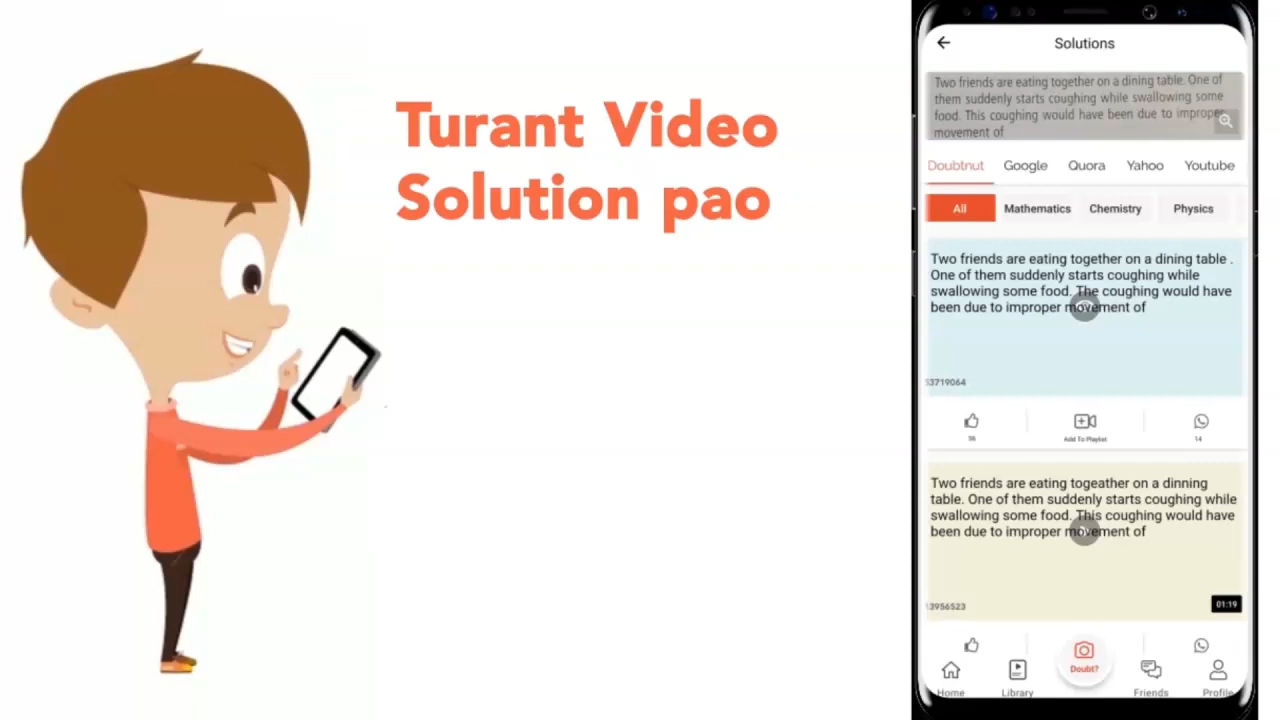 Turant Video
Solution pao
Solutions
Two friends are eating together on a dining table. One of
them suddenly starts coughing while swallowing some
food. This coughing would have been due to improper
movement of
Doubtnut Google Quora Yahoo Youtube
All Mathematics Chemistry Physics
Two friends are eating together on a dining table .
One of them suddenly starts coughing while
swallowing some food. The coughing would have
been due to improper movement of
53719064
56 Add To Playlist 14
Two friends are eating togeather on a dinning
table. One of them suddenly starts coughing while
swallowing some food. This coughing would have
been due to improper movement of
13956523
01:19
Doubt?
Home Library Friends Profile